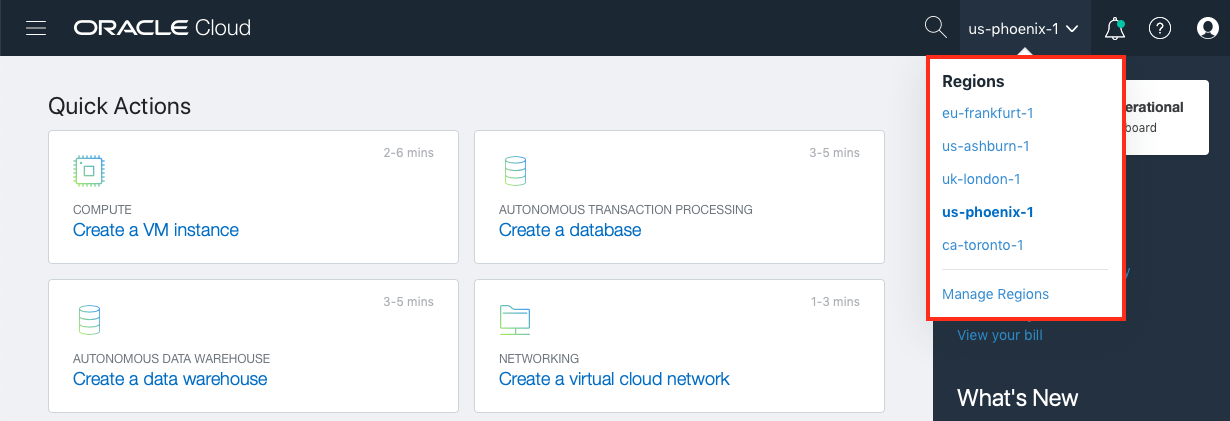 ORACLE Cloud
us-phoenix-1
Quick Actions
2-6 mins
COMPUTE
Create a VM instance
3-5 mins
AUTONOMOUS TRANSACTION PROCESSING
Create a database
3-5 mins
AUTONOMOUS DATA WAREHOUSE
Create a data warehouse
1-3 mins
NETWORKING
Create a virtual cloud network
Regions
eu-frankfurt-1
us-ashburn-1
uk-london-1
us-phoenix-1
ca-toronto-1
Manage Regions
erational
board
View your bill
What's New